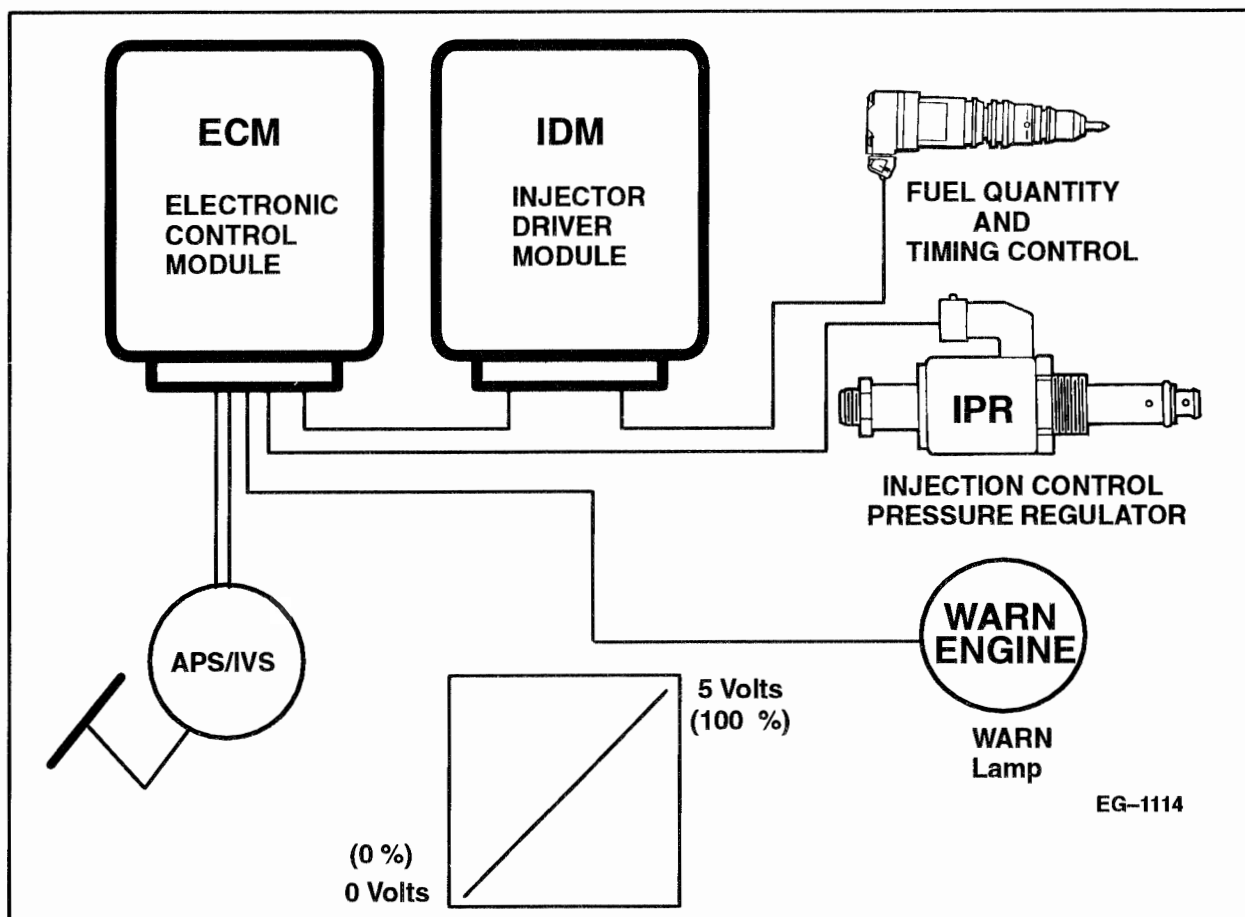 ECM
ELECTRONIC
CONTROL
MODULE
IDM
INJECTOR
DRIVER
MODULE
FUEL QUANTITY
AND
TIMING CONTROL
IPR
INJECTION CONTROL
PRESSURE REGULATOR
APS/IVS
WARN
ENGINE
WARN
Lamp
5 Volts
(100 %)
(0 %)
0 Volts
EG–1114